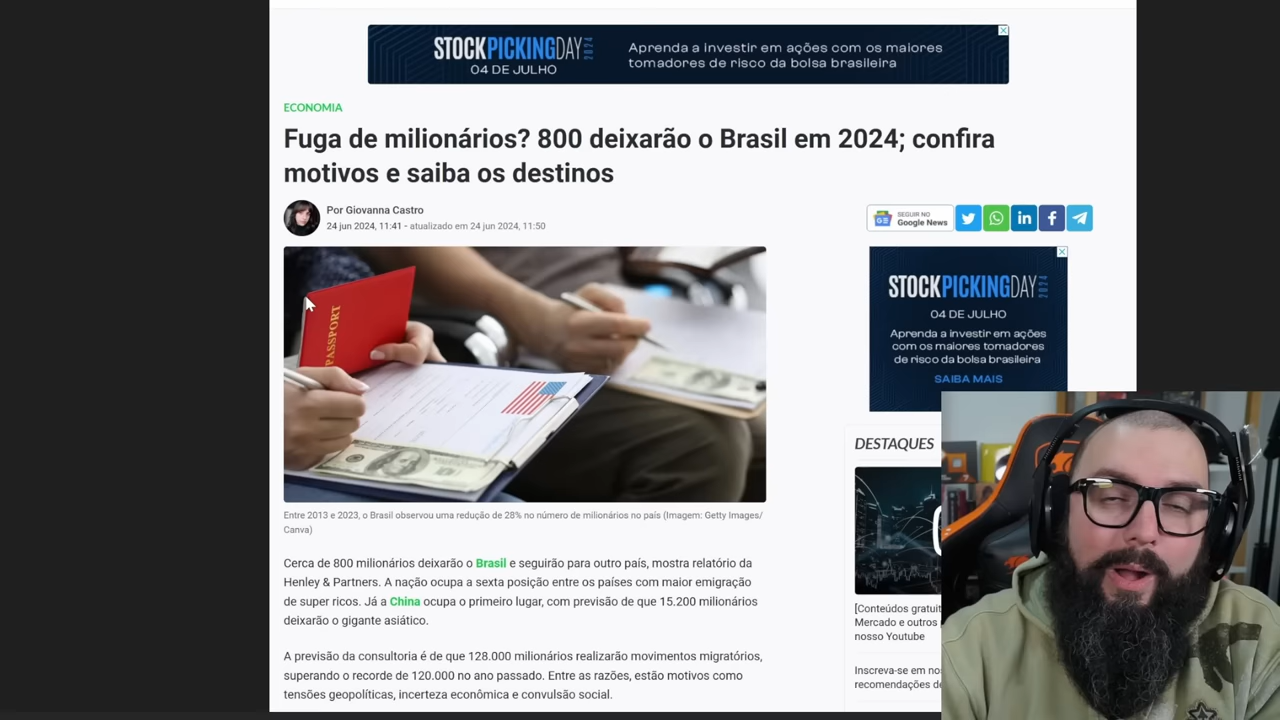 STOCKPICKINGDAY 2024
04 DE JULHO
Aprenda a investir em ações com os maiores
tomadores de risco da bolsa brasileira
ECONOMIA
Fuga de milionários? 800 deixarão o Brasil em 2024; confira
motivos e saiba os destinos
Por Giovanna Castro
24 jun 2024, 11:41 - atualizado em 24 jun 2024, 11:50
SEGUIR NO
Google News
PASSPORT
Entre 2013 e 2023, o Brasil observou uma redução de 28% no número de milionários no país (Imagem: Getty Images/
Canva)
Cerca de 800 milionários deixarão o Brasil e seguirão para outro país, mostra relatório da
Henley & Partners. A nação ocupa a sexta posição entre os países com maior emigração
de super ricos. Já a China ocupa o primeiro lugar, com previsão de que 15.200 milionários
deixarão o gigante asiático.
A previsão da consultoria é de que 128.000 milionários realizarão movimentos migratórios,
superando o recorde de 120.000 no ano passado. Entre as razões, estão motivos como
tensões geopolíticas, incerteza econômica e convulsão social.
STOCKPICKINGDAY 2024
04 DE JULHO
Aprenda a investir em ações
com os maiores tomadores
de risco da bolsa brasileira
SAIBA MAIS
DESTAQUES
[Conteúdos gratuit
Mercado e outros
nosso Youtube
Inscreva-se em nos
recomendações de